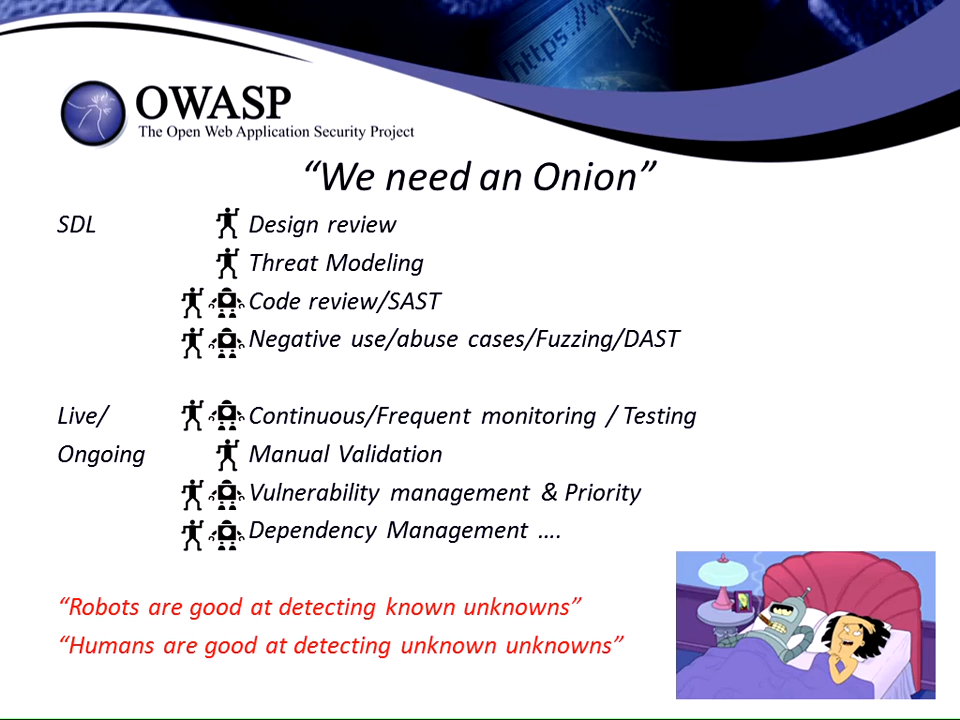 https://w
OWASP
The Open Web Application Security Project
“We need an Onion”
SDL Design review
Threat Modeling
Code review/SAST
Negative use/abuse cases/Fuzzing/DAST
Live/ Continuous/Frequent monitoring / Testing
Ongoing Manual Validation
Vulnerability management & Priority
Dependency Management ….
“Robots are good at detecting known unknowns”
“Humans are good at detecting unknown unknowns”